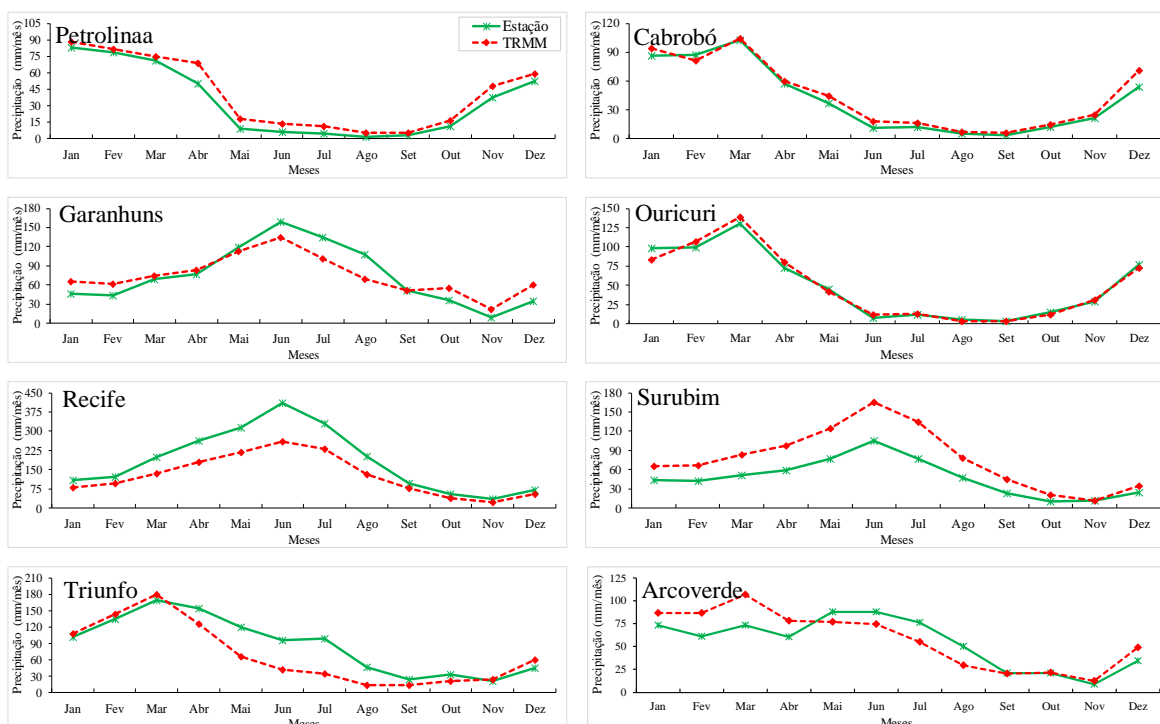 Petrolinaa
Estação
TRMM
Precipitação (mm/mês)
105
90
75
60
45
30
15
0
Jan Fev Mar Abr Mai Jun Jul Ago Set Out Nov Dez
Meses
Cabrobó
Precipitação (mm/mês)
120
90
60
30
0
Jan Fev Mar Abr Mai Jun Jul Ago Set Out Nov Dez
Meses
Garanhuns
Precipitação (mm/mês)
180
150
120
90
60
30
0
Jan Fev Mar Abr Mai Jun Jul Ago Set Out Nov Dez
Meses
Ouricuri
Precipitação (mm/mês)
150
125
100
75
50
25
0
Jan Fev Mar Abr Mai Jun Jul Ago Set Out Nov Dez
Meses
Recife
Precipitação (mm/mês)
450
375
300
225
150
75
0
Jan Fev Mar Abr Mai Jun Jul Ago Set Out Nov Dez
Meses
Surubim
Precipitação (mm/mês)
180
150
120
90
60
30
0
Jan Fev Mar Abr Mai Jun Jul Ago Set Out Nov Dez
Meses
Triunfo
Precipitação (mm/mês)
210
180
150
120
90
60
30
0
Jan Fev Mar Abr Mai Jun Jul Ago Set Out Nov Dez
Meses
Arcoverde
Precipitação (mm/mês)
125
100
75
50
25
0
Jan Fev Mar Abr Mai Jun Jul Ago Set Out Nov Dez
Meses